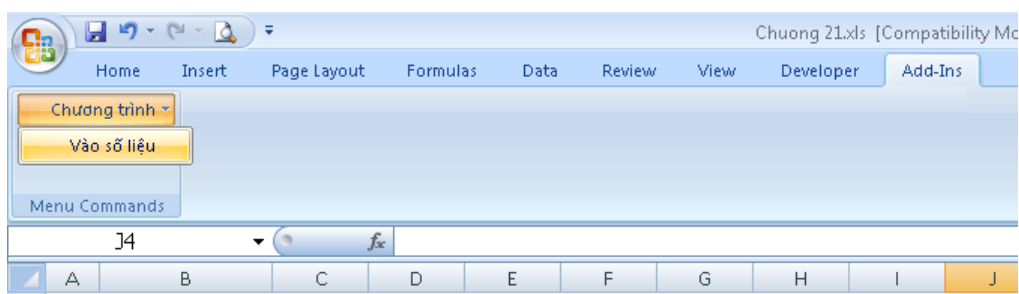 Chuong 21.xls [Compatibility Mo
Home Insert Page Layout Formulas Data Review View Developer Add-Ins
Chương trình
Vào số liệu
Menu Commands
J4 fx
A B C D E F G H I J